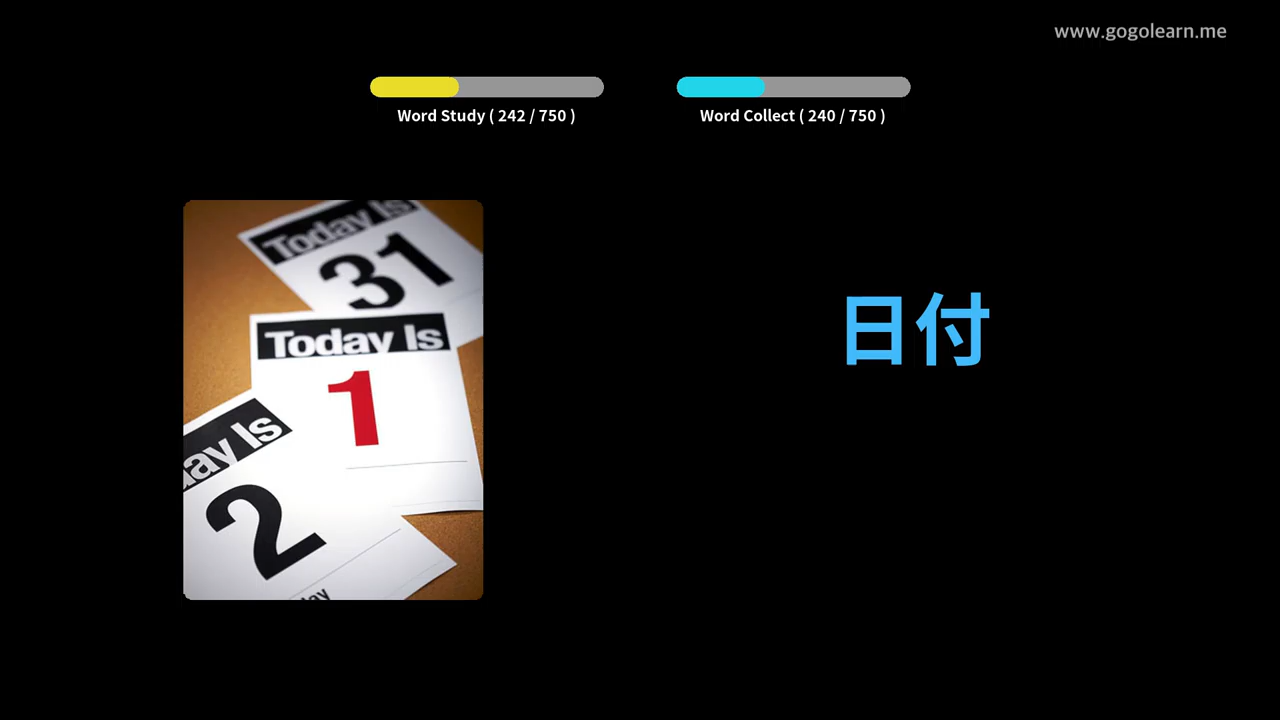 www.gogolearn.me
Word Study ( 242 / 750 )
Word Collect ( 240 / 750 )
Today Is
31
Today Is
1
ay Is
2
day
日付